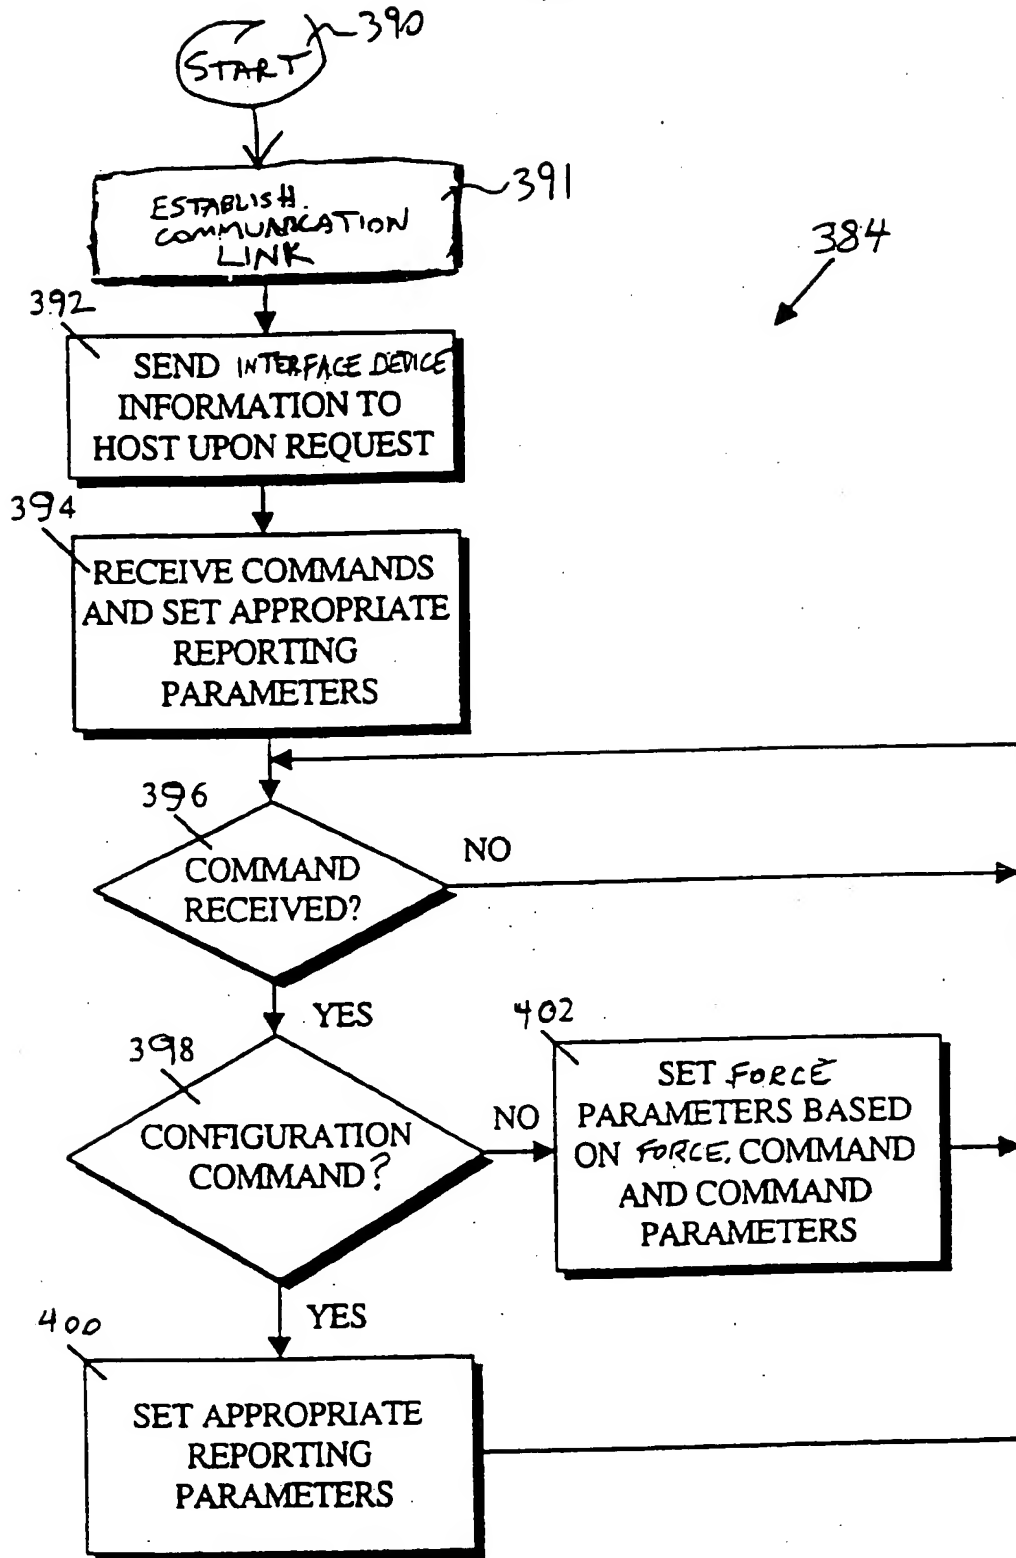 390
START
391
ESTABLISH.
COMMUNICATION
LINK
384
392
SEND INTERFACE DEVICE
INFORMATION TO
HOST UPON REQUEST
394
RECEIVE COMMANDS
AND SET APPROPRIATE
REPORTING
PARAMETERS
396
COMMAND
RECEIVED?
NO
YES
398
CONFIGURATION
COMMAND?
NO
402
SET FORCE
PARAMETERS BASED
ON FORCE. COMMAND
AND COMMAND
PARAMETERS
YES
400
SET APPROPRIATE
REPORTING
PARAMETERS